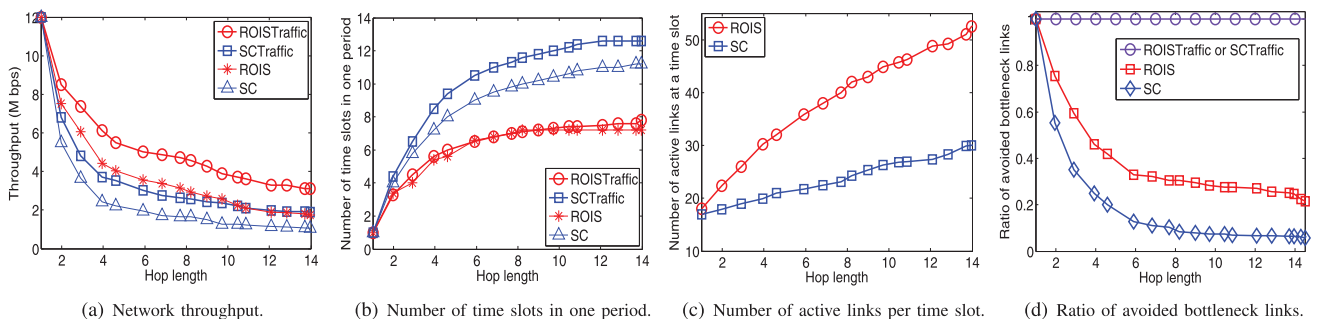 Throughput (M bps)
12
10
8
6
4
2
0
2 4 6 8 10 12 14
Hop length
ROISTraffic
SCTraffic
ROIS
SC
(a) Network throughput.
Number of time slots in one period
14
12
10
8
6
4
2
0
2 4 6 8 10 12 14
Hop length
ROISTraffic
SCTraffic
ROIS
SC
(b) Number of time slots in one period.
Number of active links at a time slot
50
40
30
20
10
2 4 6 8 10 12 14
Hop length
ROIS
SC
(c) Number of active links per time slot.
Ratio of avoided bottleneck links
1
0.8
0.6
0.4
0.2
0
2 4 6 8 10 12 14
Hop length
ROISTraffic or SCTraffic
ROIS
SC
(d) Ratio of avoided bottleneck links.